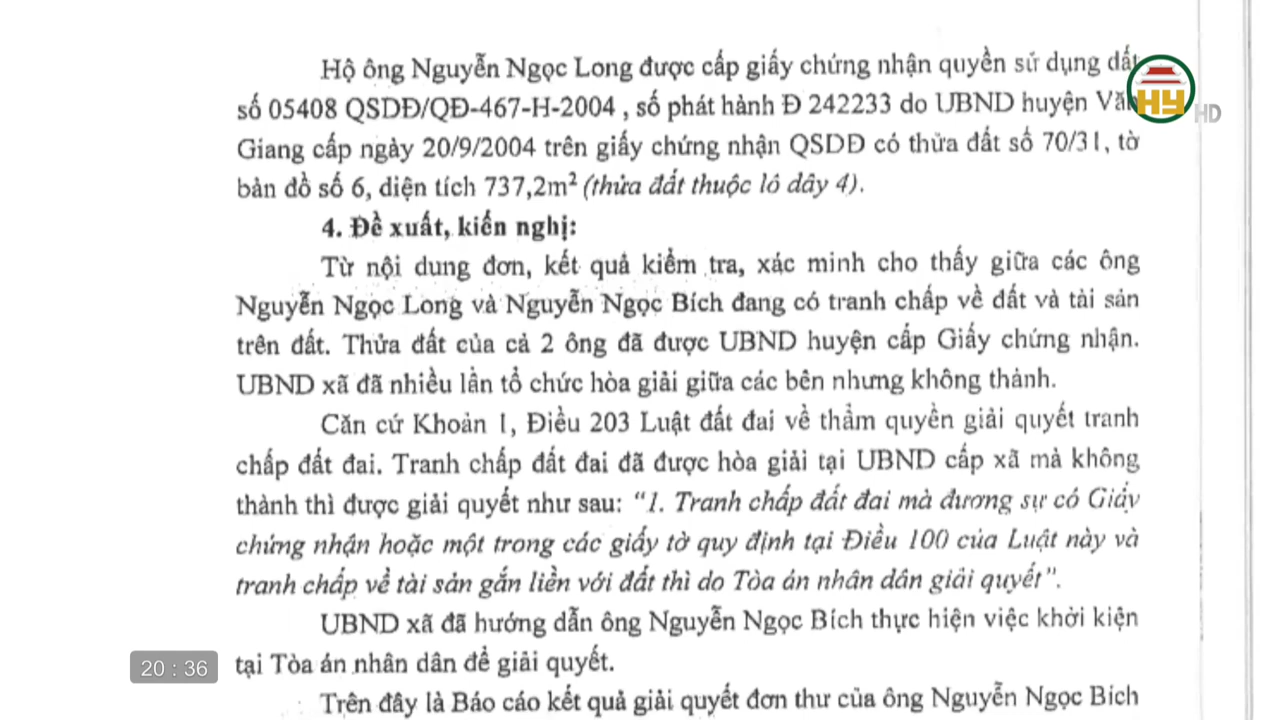 Hộ ông Nguyễn Ngọc Long được cấp giấy chứng nhận quyền sử dụng đất
số 05408 QSDĐ/QĐ-467-H-2004 , số phát hành Đ 242233 do UBND huyện Văn
Giang cấp ngày 20/9/2004 trên giấy chứng nhận QSDĐ có thửa đất số 70/31, tờ
bản đồ số 6, diện tích 737,2m² (thửa đất thuộc lô dãy 4).
4. Đề xuất, kiến nghị:
Từ nội dung đơn, kết quả kiểm tra, xác minh cho thấy giữa các ông
Nguyễn Ngọc Long và Nguyễn Ngọc Bích đang có tranh chấp về đất và tài sản
trên đất. Thửa đất của cả 2 ông đã được UBND huyện cấp Giấy chứng nhận.
UBND xã đã nhiều lần tổ chức hòa giải giữa các bên nhưng không thành.
Căn cứ Khoản 1, Điều 203 Luật đất đai về thẩm quyền giải quyết tranh
chấp đất đai. Tranh chấp đất đai đã được hòa giải tại UBND cấp xã mà không
thành thì được giải quyết như sau: “1. Tranh chấp đất đai mà đương sự có Giấy
chứng nhận hoặc một trong các giấy tờ quy định tại Điều 100 của Luật này và
tranh chấp về tài sản gắn liền với đất thì do Tòa án nhân dân giải quyết”.
UBND xã đã hướng dẫn ông Nguyễn Ngọc Bích thực hiện việc khởi kiện
tại Tòa án nhân dân để giải quyết.
Trên đây là Báo cáo kết quả giải quyết đơn thư của ông Nguyễn Ngọc Bích
HY HD
20 : 36